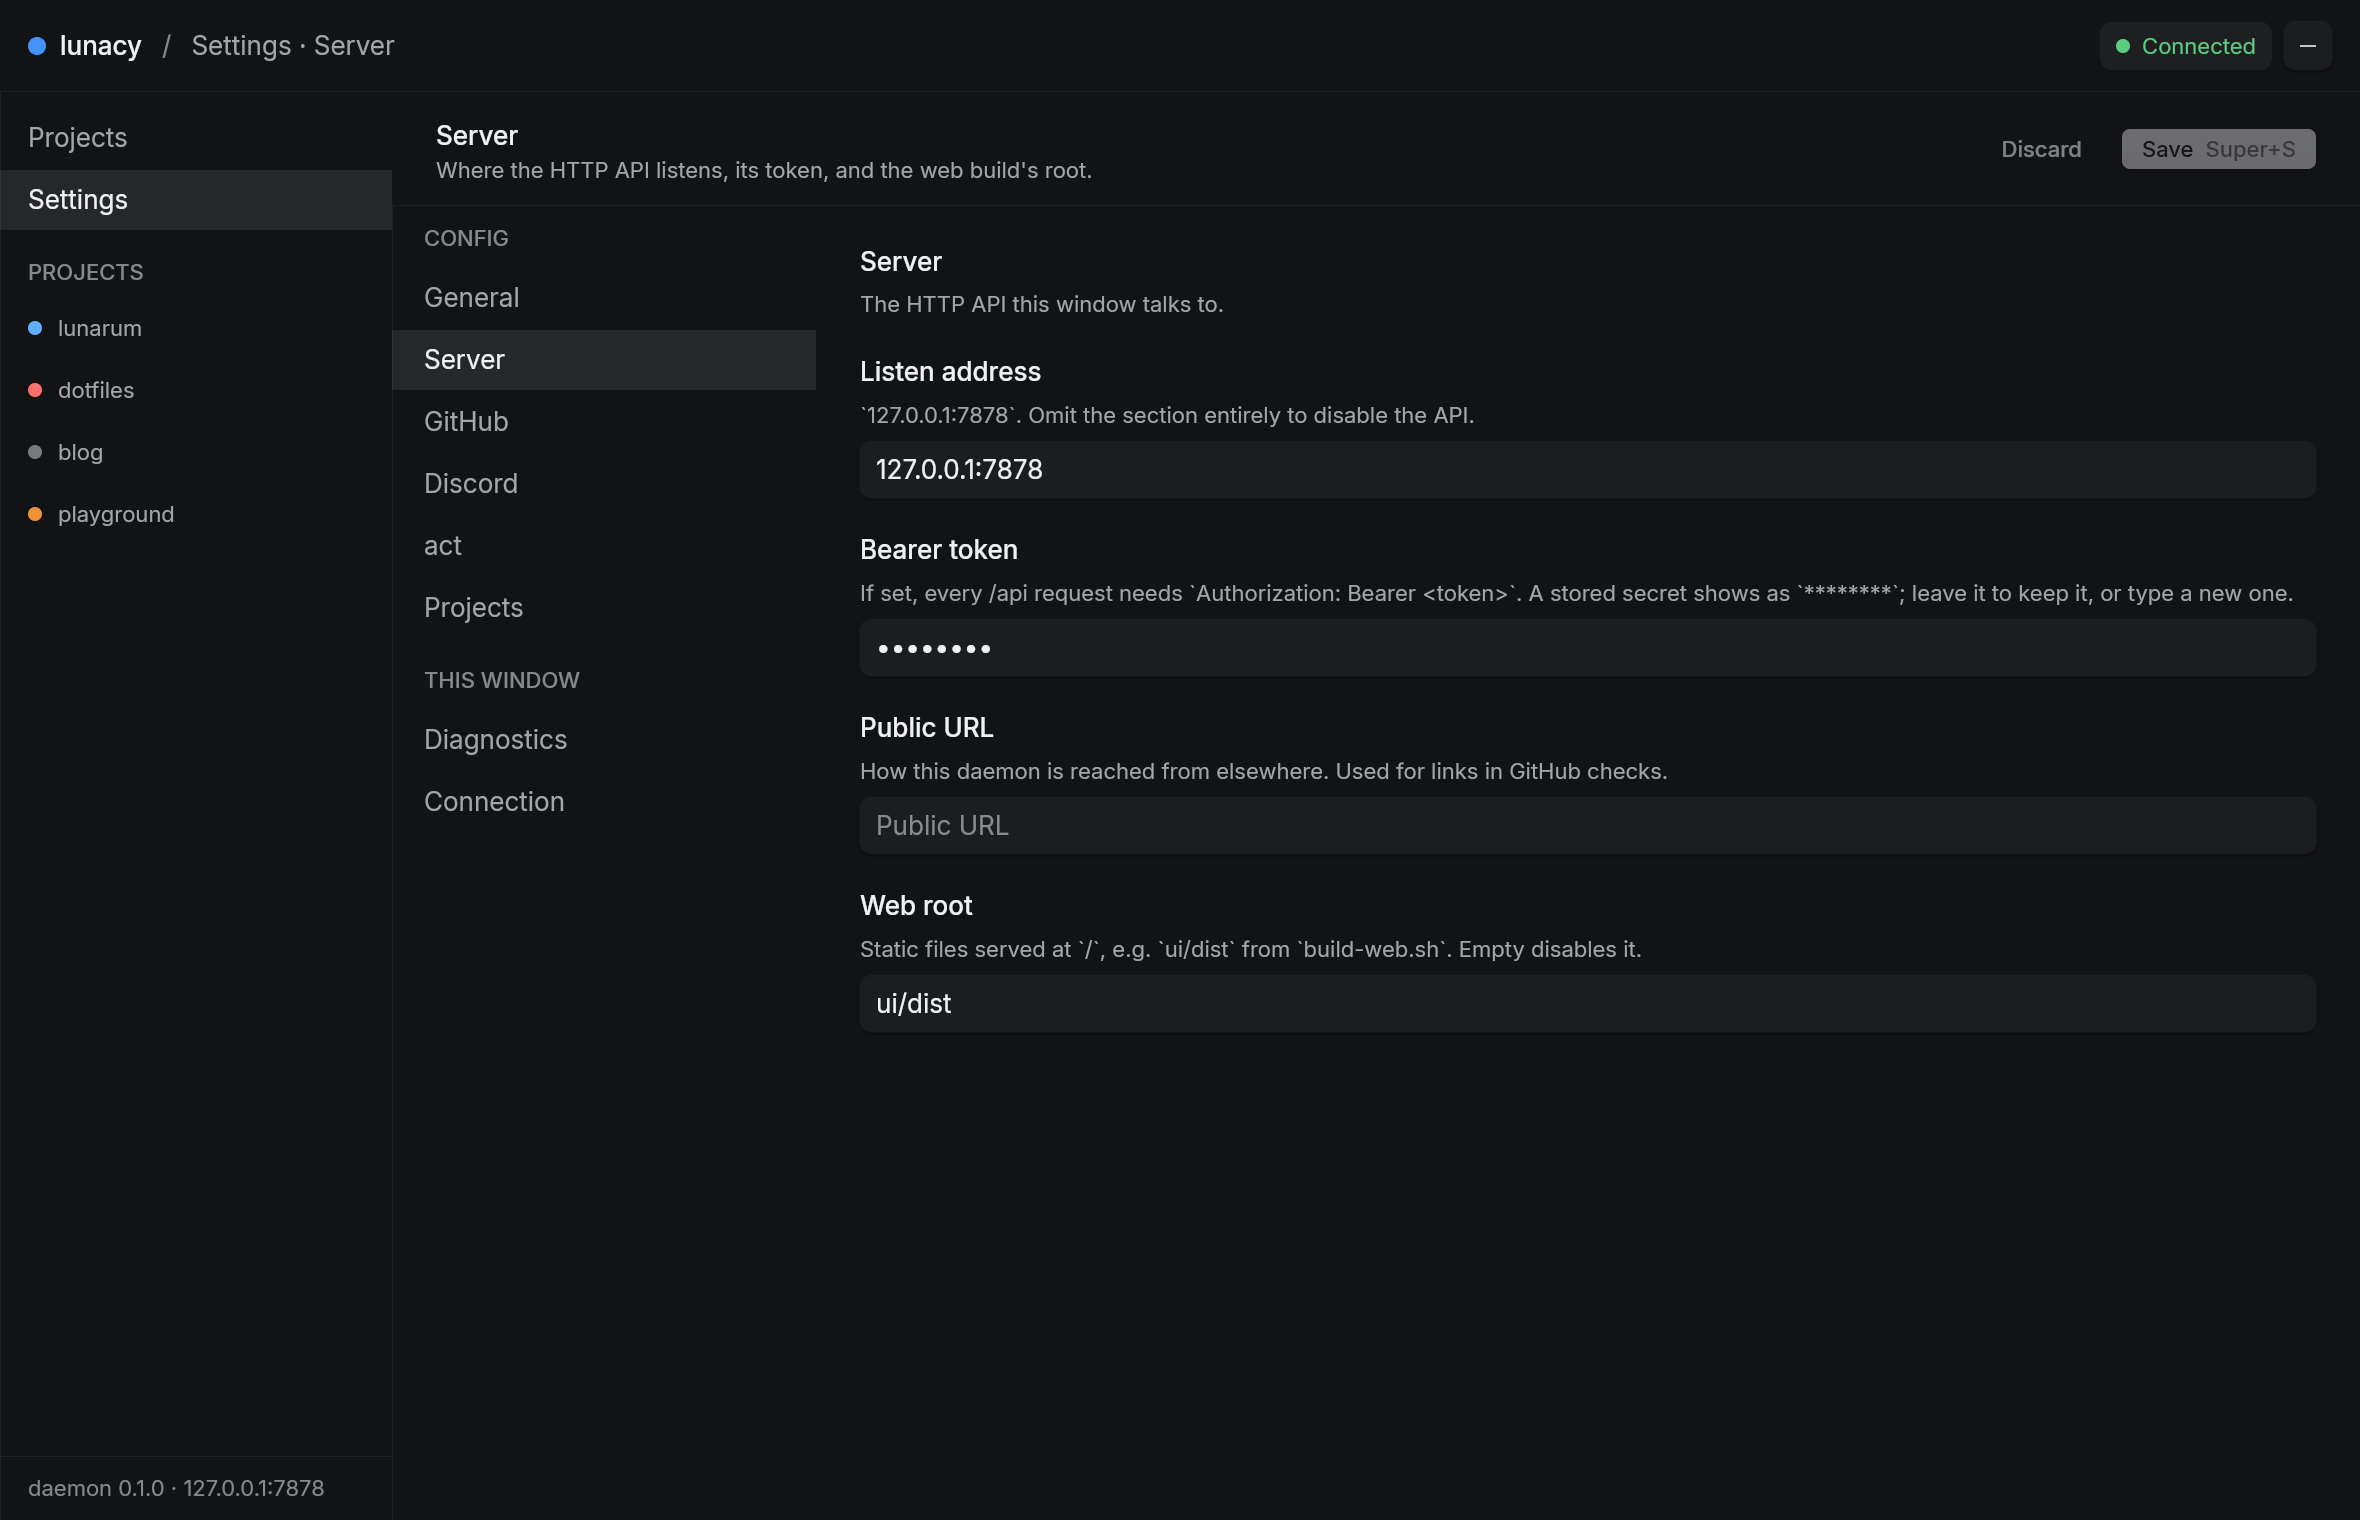 lunacy / Settings · Server
Connected
Projects
Settings
PROJECTS
lunarum
dotfiles
blog
playground
daemon 0.1.0 · 127.0.0.1:7878
Server
Where the HTTP API listens, its token, and the web build's root.
Discard
Save Super+S
CONFIG
General
Server
GitHub
Discord
act
Projects
THIS WINDOW
Diagnostics
Connection
Server
The HTTP API this window talks to.
Listen address
`127.0.0.1:7878`. Omit the section entirely to disable the API.
127.0.0.1:7878
Bearer token
If set, every /api request needs `Authorization: Bearer <token>`. A stored secret shows as `********`; leave it to keep it, or type a new one.
••••••••
Public URL
How this daemon is reached from elsewhere. Used for links in GitHub checks.
Public URL
Web root
Static files served at `/`, e.g. `ui/dist` from `build-web.sh`. Empty disables it.
ui/dist